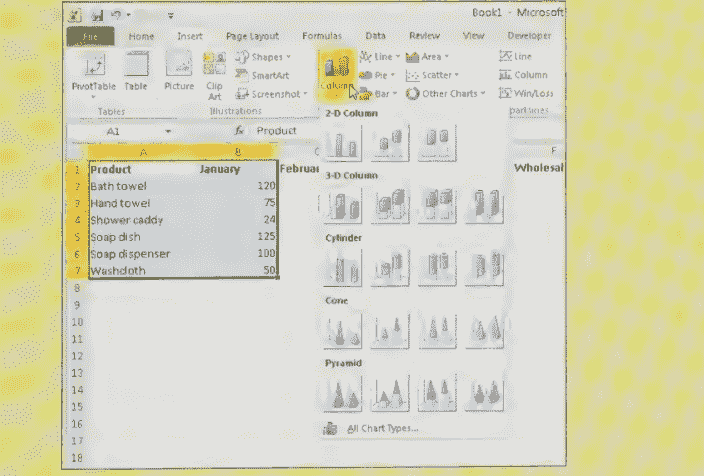 Book1 - Microsoft
File Home Insert Page Layout Formulas Data Review View Developer
Shapes Line Area Line
PivotTable Table Picture Clip Art SmartArt Column Pie Scatter Column
Screenshot Bar Other Charts Win/Loss
Tables Illustrations
A1 fx Product
2-D Column
A B F
1 Product January Februar Wholesal
2 Bath towel 120
3 Hand towel 75
3-D Column
4 Shower caddy 24
5 Soap dish 125
Cylinder
6 Soap dispenser 100
7 Washcloth 50
8
9
Cone
10
11
12
Pyramid
13
14
15
16
All Chart Types...
17
18